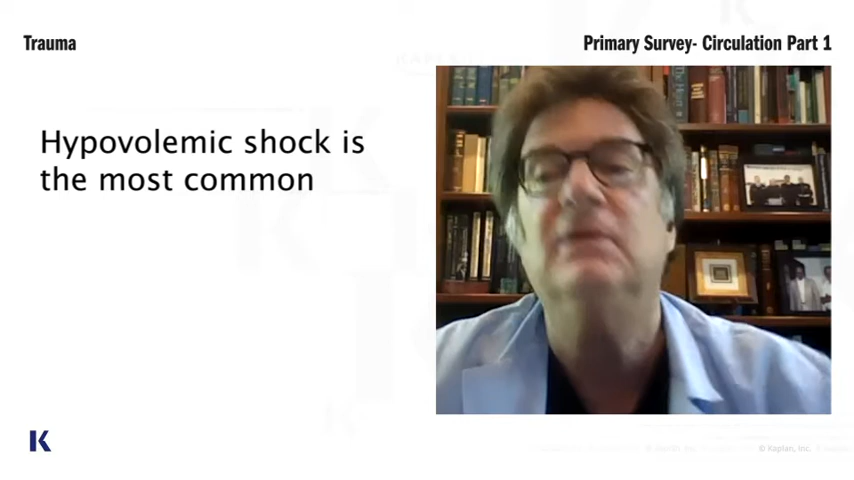 Trauma
Primary Survey- Circulation Part 1
Hypovolemic shock is
the most common
K
© Kaplan, Inc.